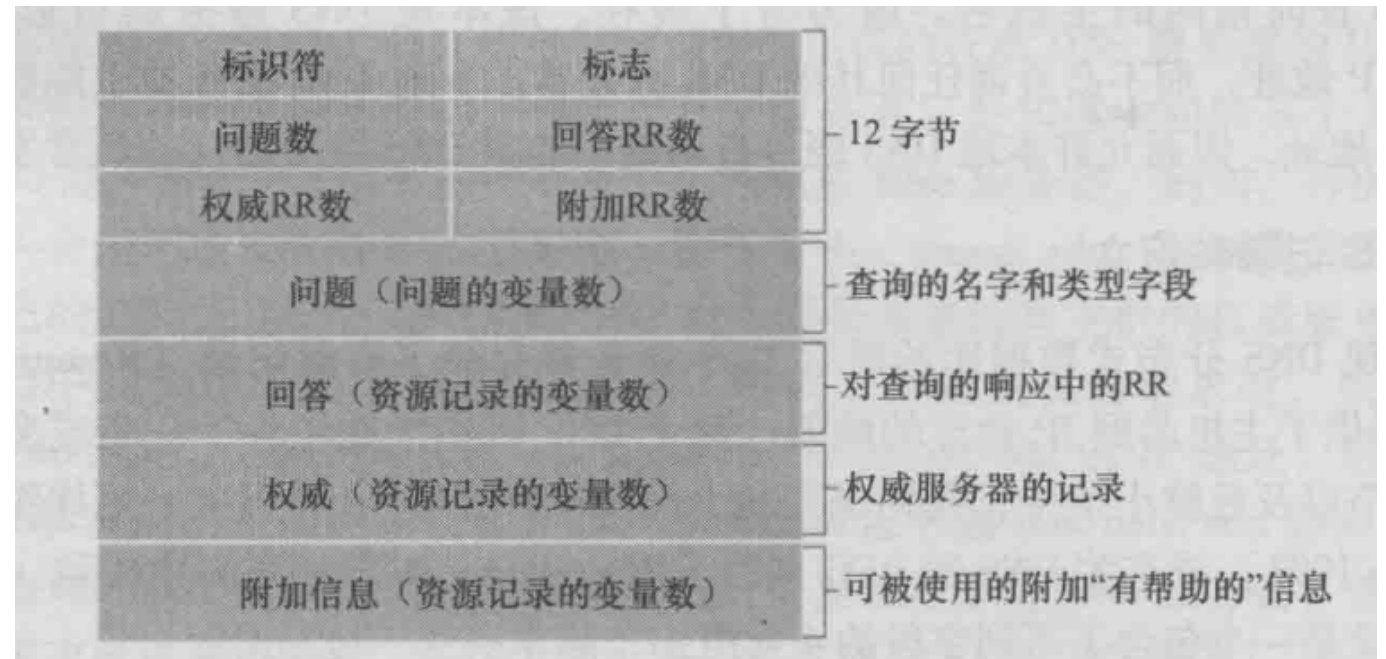 标识符 标志
问题数 回答RR数
12 字节
权威RR数 附加RR数
问题（问题的变量数）
查询的名字和类型字段
回答（资源记录的变量数）
对查询的响应中的RR
权威（资源记录的变量数）
权威服务器的记录
附加信息（资源记录的变量数）
可被使用的附加“有帮助的”信息